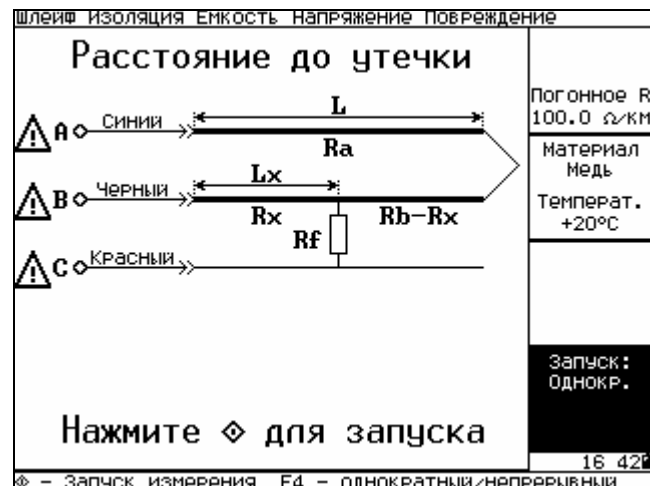 Шлейф Изоляция Емкость Напряжение Повреждение
Расстояние до утечки
Погонное R
100.0 Ω/км
Материал
Медь
Температ.
+20°C
Запуск:
Однокр.
A Синий L
Ra
B Черный Lx
Rx Rb-Rx
Rf
C Красный
Нажмите для запуска
16 42
- Запуск измерения F4 - однократный/непрерывный